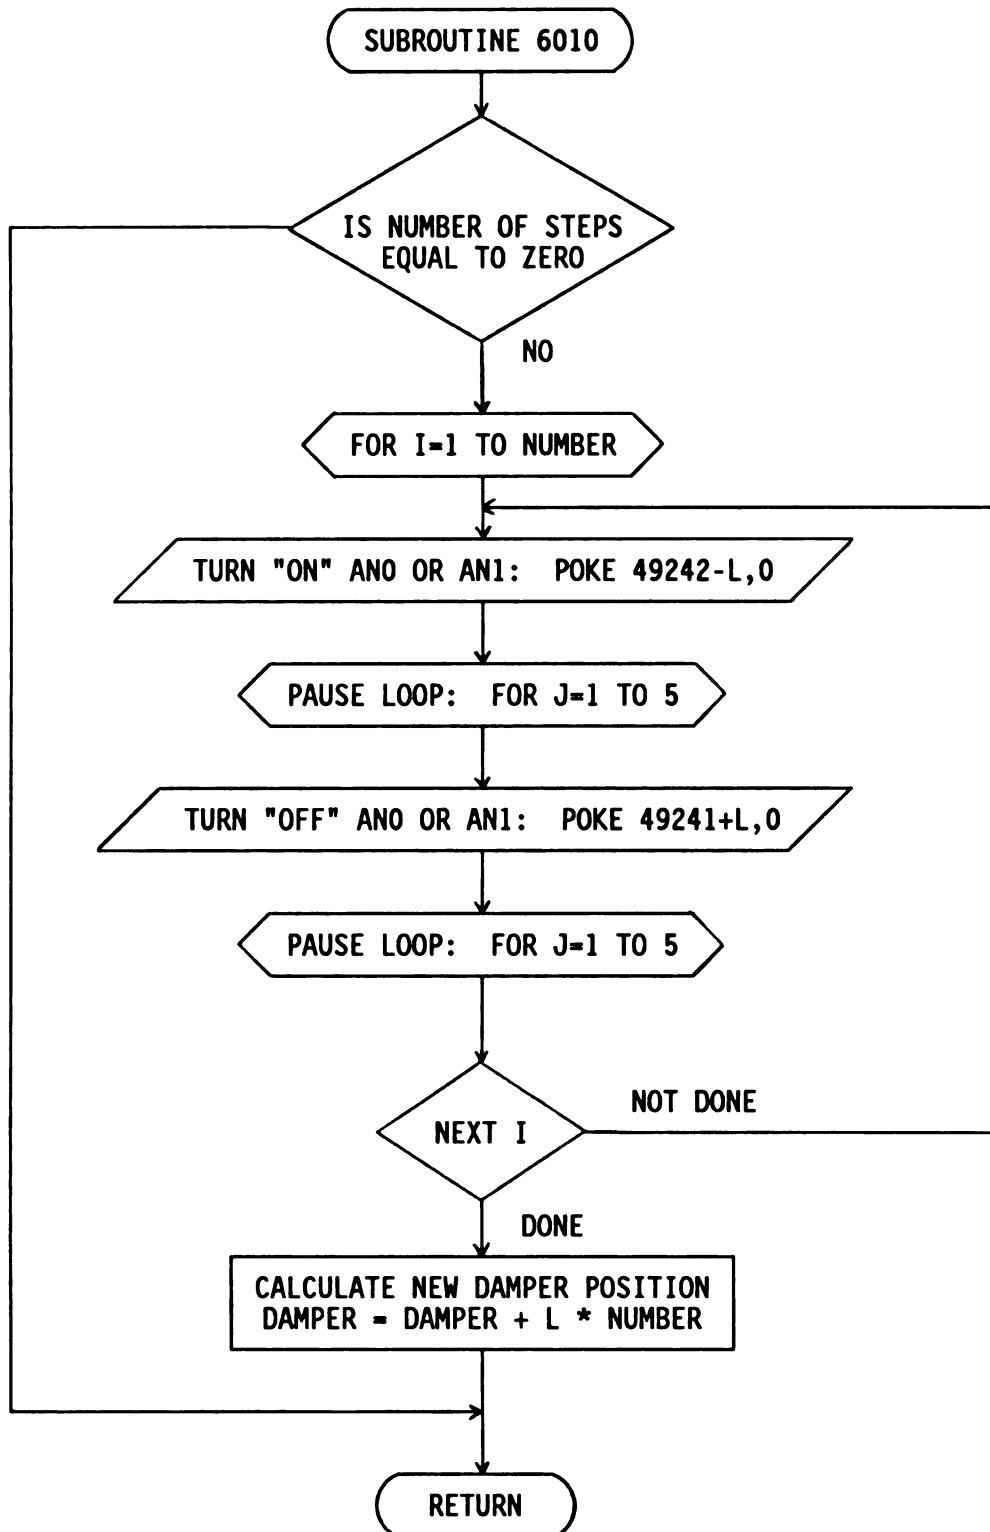 SUBROUTINE 6010
IS NUMBER OF STEPS
EQUAL TO ZERO
NO
FOR I=1 TO NUMBER
TURN "ON" AN0 OR AN1: POKE 49242-L,0
PAUSE LOOP: FOR J=1 TO 5
TURN "OFF" AN0 OR AN1: POKE 49241+L,0
PAUSE LOOP: FOR J=1 TO 5
NEXT I
NOT DONE
DONE
CALCULATE NEW DAMPER POSITION
DAMPER = DAMPER + L * NUMBER
RETURN